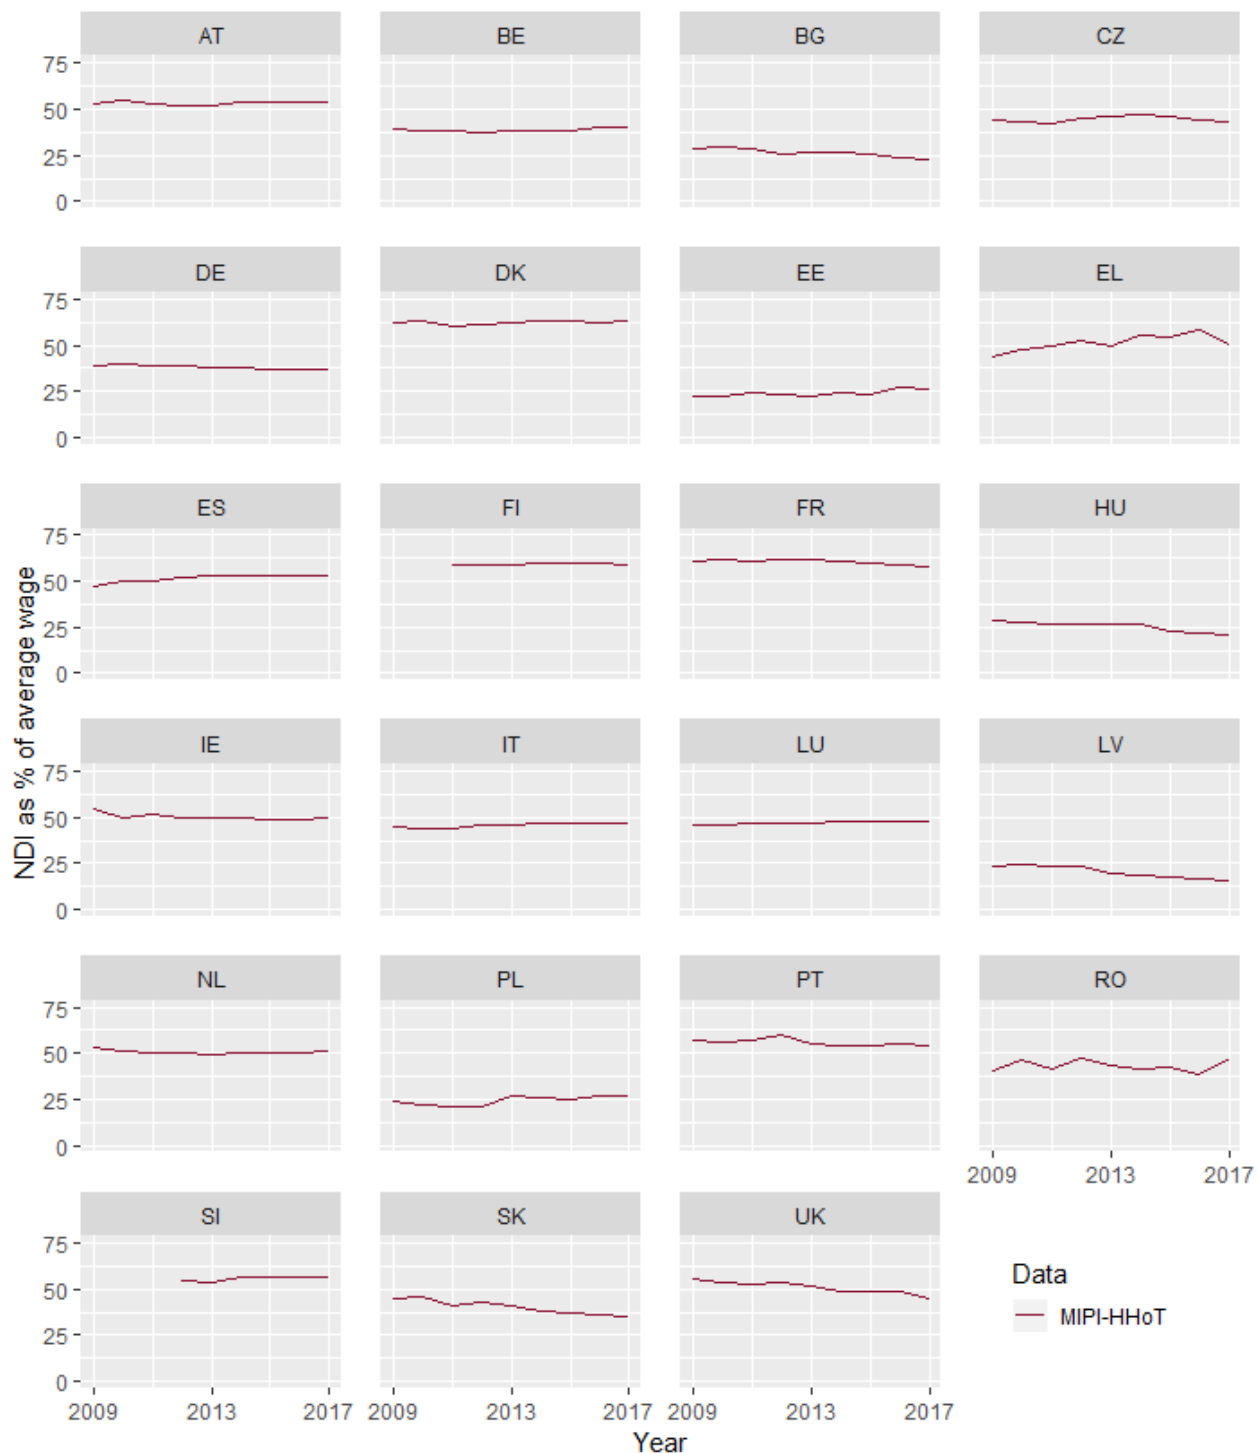 AT BE BG CZ
75
50
25
0
DE DK EE EL
75
50
25
0
ES FI FR HU
75
50
25
0
IE IT LU LV
75
50
25
0
NL PL PT RO
75
50
25
0
2009 2013 2017
SI SK UK
75
50
25
0
2009 2013 2017 2009 2013 2017 2009 2013 2017
Year
NDI as % of average wage
Data
MIPI-HHoT